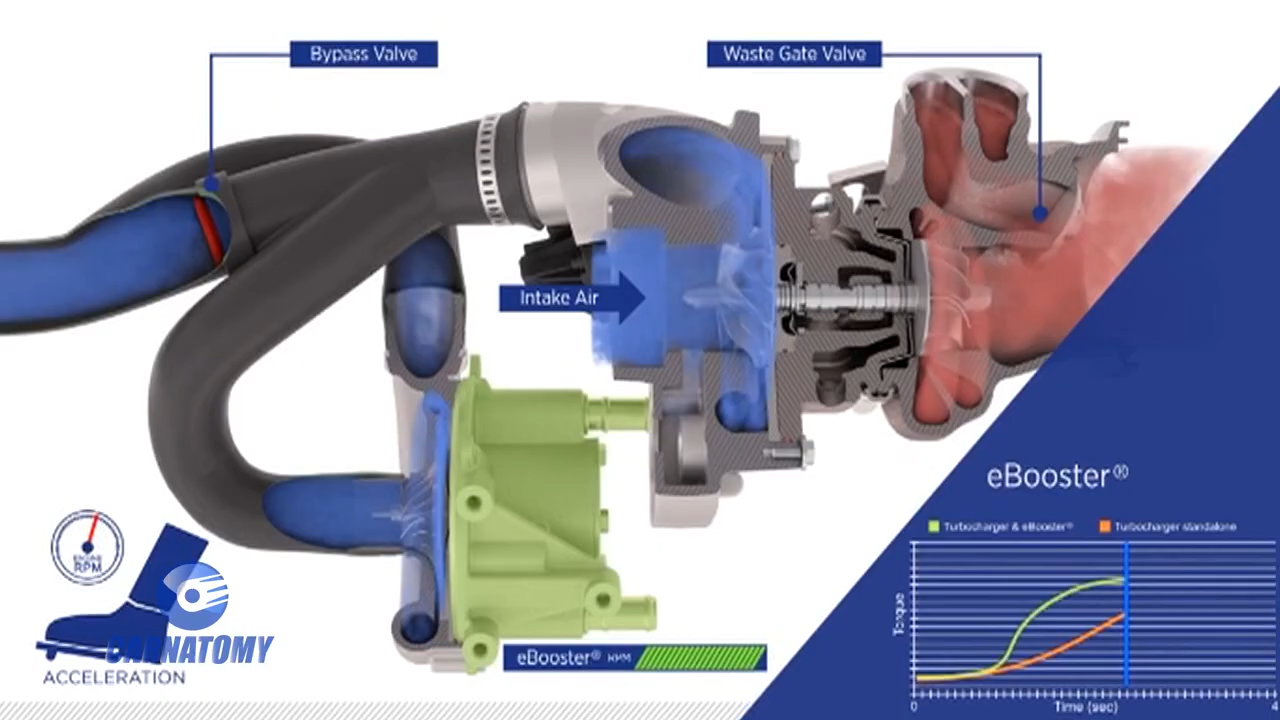 Bypass Valve
Waste Gate Valve
Intake Air
eBooster®
Turbocharger & eBooster®
Turbocharger standalone
Torque
0
4
Time (sec)
ENGINE
RPM
CARNATOMY
ACCELERATION
eBooster® RPM